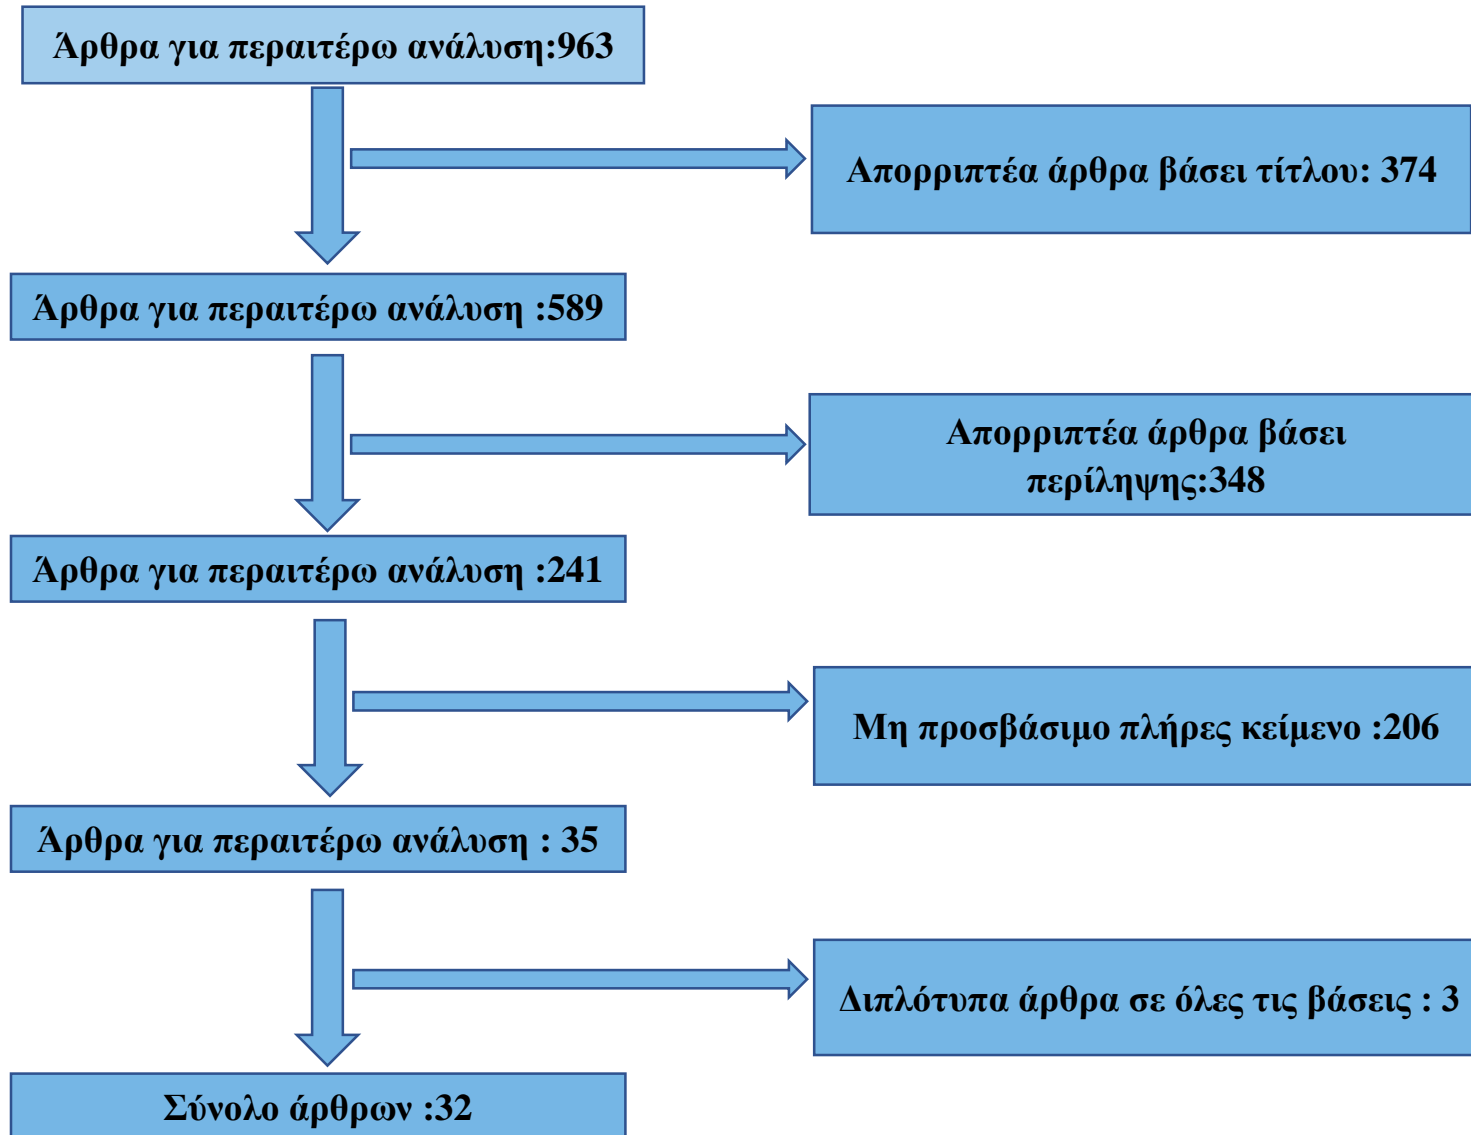 Άρθρα για περαιτέρω ανάλυση:963
Απορριπτέα άρθρα βάσει τίτλου: 374
Άρθρα για περαιτέρω ανάλυση :589
Απορριπτέα άρθρα βάσει
περίληψης:348
Άρθρα για περαιτέρω ανάλυση :241
Μη προσβάσιμο πλήρες κείμενο :206
Άρθρα για περαιτέρω ανάλυση : 35
Διπλότυπα άρθρα σε όλες τις βάσεις : 3
Σύνολο άρθρων :32